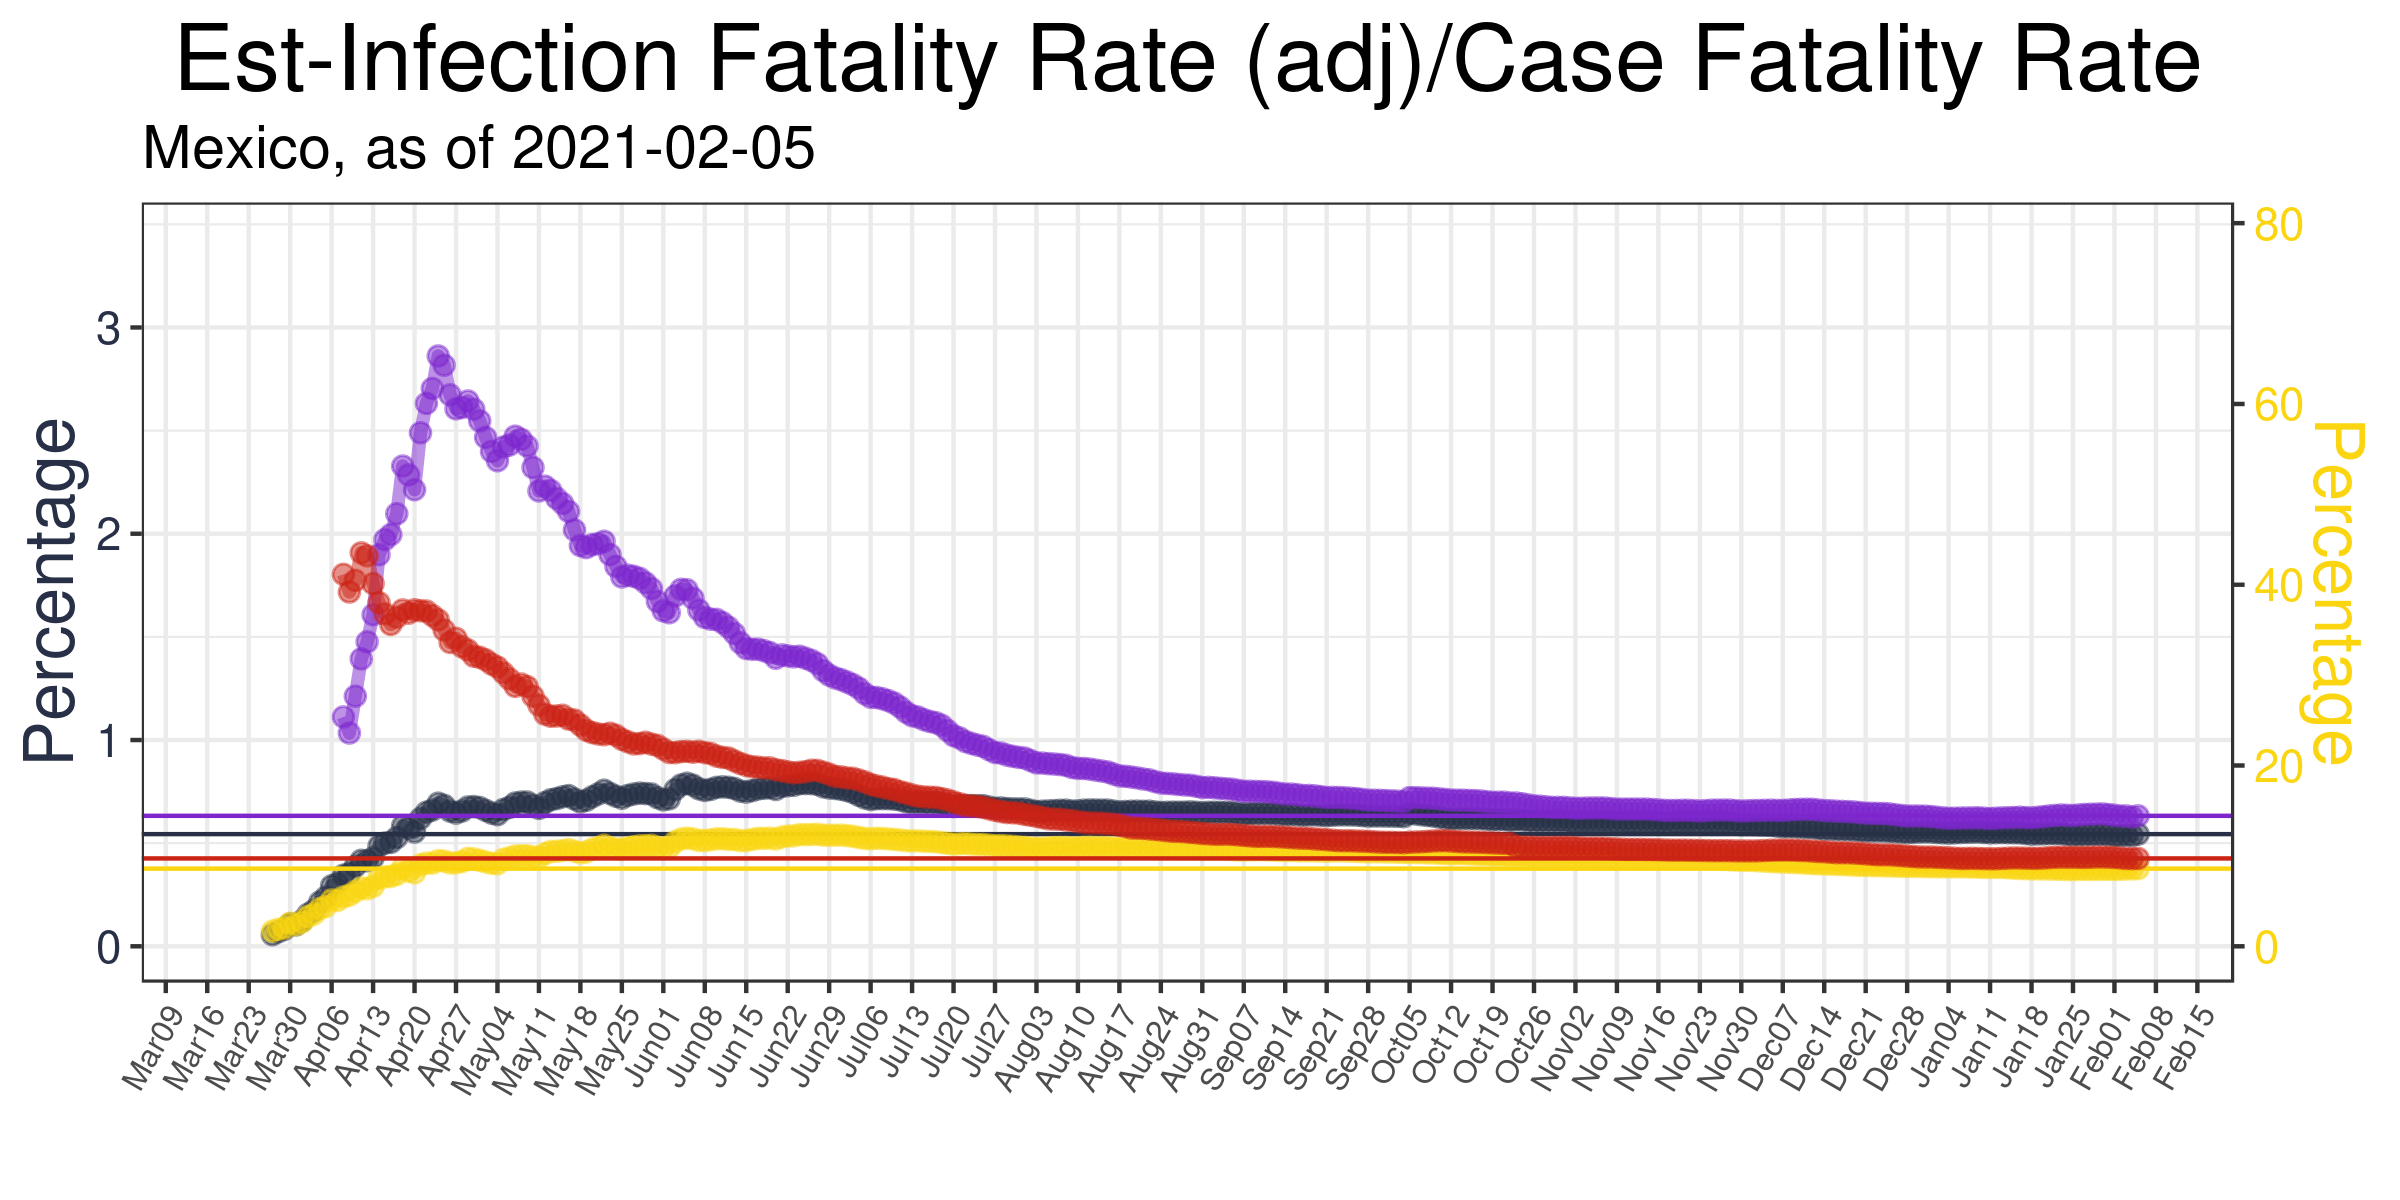 Est-Infection Fatality Rate (adj)/Case Fatality Rate
Mexico, as of 2021-02-05
Percentage
3
2
1
0
80
60
40
20
0
Percentage
Mar09 Mar16 Mar23 Mar30 Apr06 Apr13 Apr20 Apr27 May04 May11 May18 May25 Jun01 Jun08 Jun15 Jun22 Jun29 Jul06 Jul13 Jul20 Jul27 Aug03 Aug10 Aug17 Aug24 Aug31 Sep07 Sep14 Sep21 Sep28 Oct05 Oct12 Oct19 Oct26 Nov02 Nov09 Nov16 Nov23 Nov30 Dec07 Dec14 Dec21 Dec28 Jan04 Jan11 Jan18 Jan25 Feb01 Feb08 Feb15